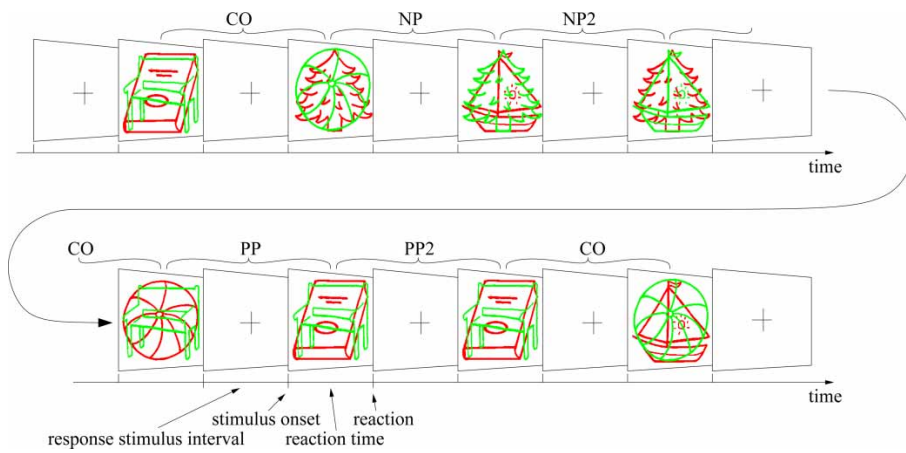 CO NP NP2
time
CO PP PP2 CO
time
stimulus onset reaction
response stimulus interval reaction time